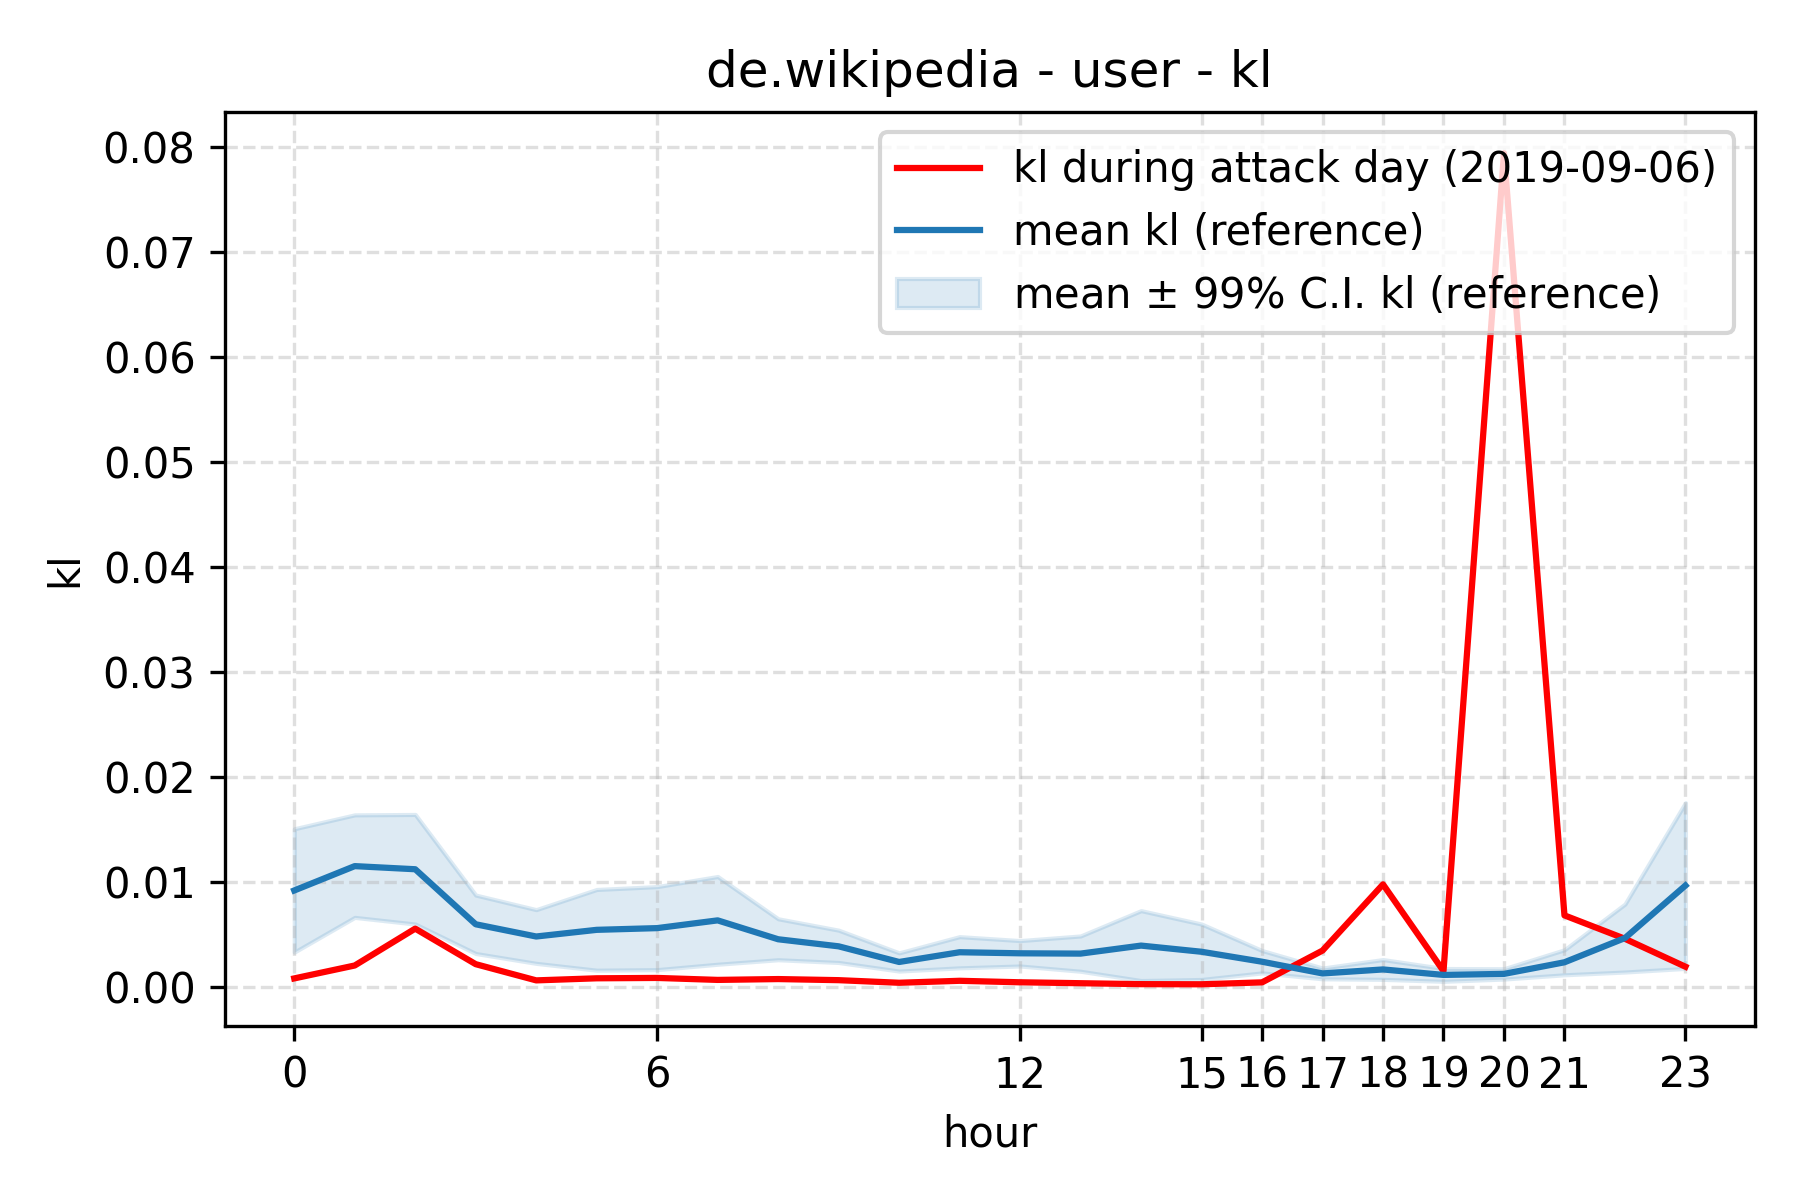 de.wikipedia - user - kl
kl during attack day (2019-09-06)
mean kl (reference)
mean ± 99% C.I. kl (reference)
kl
0.08
0.07
0.06
0.05
0.04
0.03
0.02
0.01
0.00
0 6 12 15 16 17 18 19 20 21 23
hour